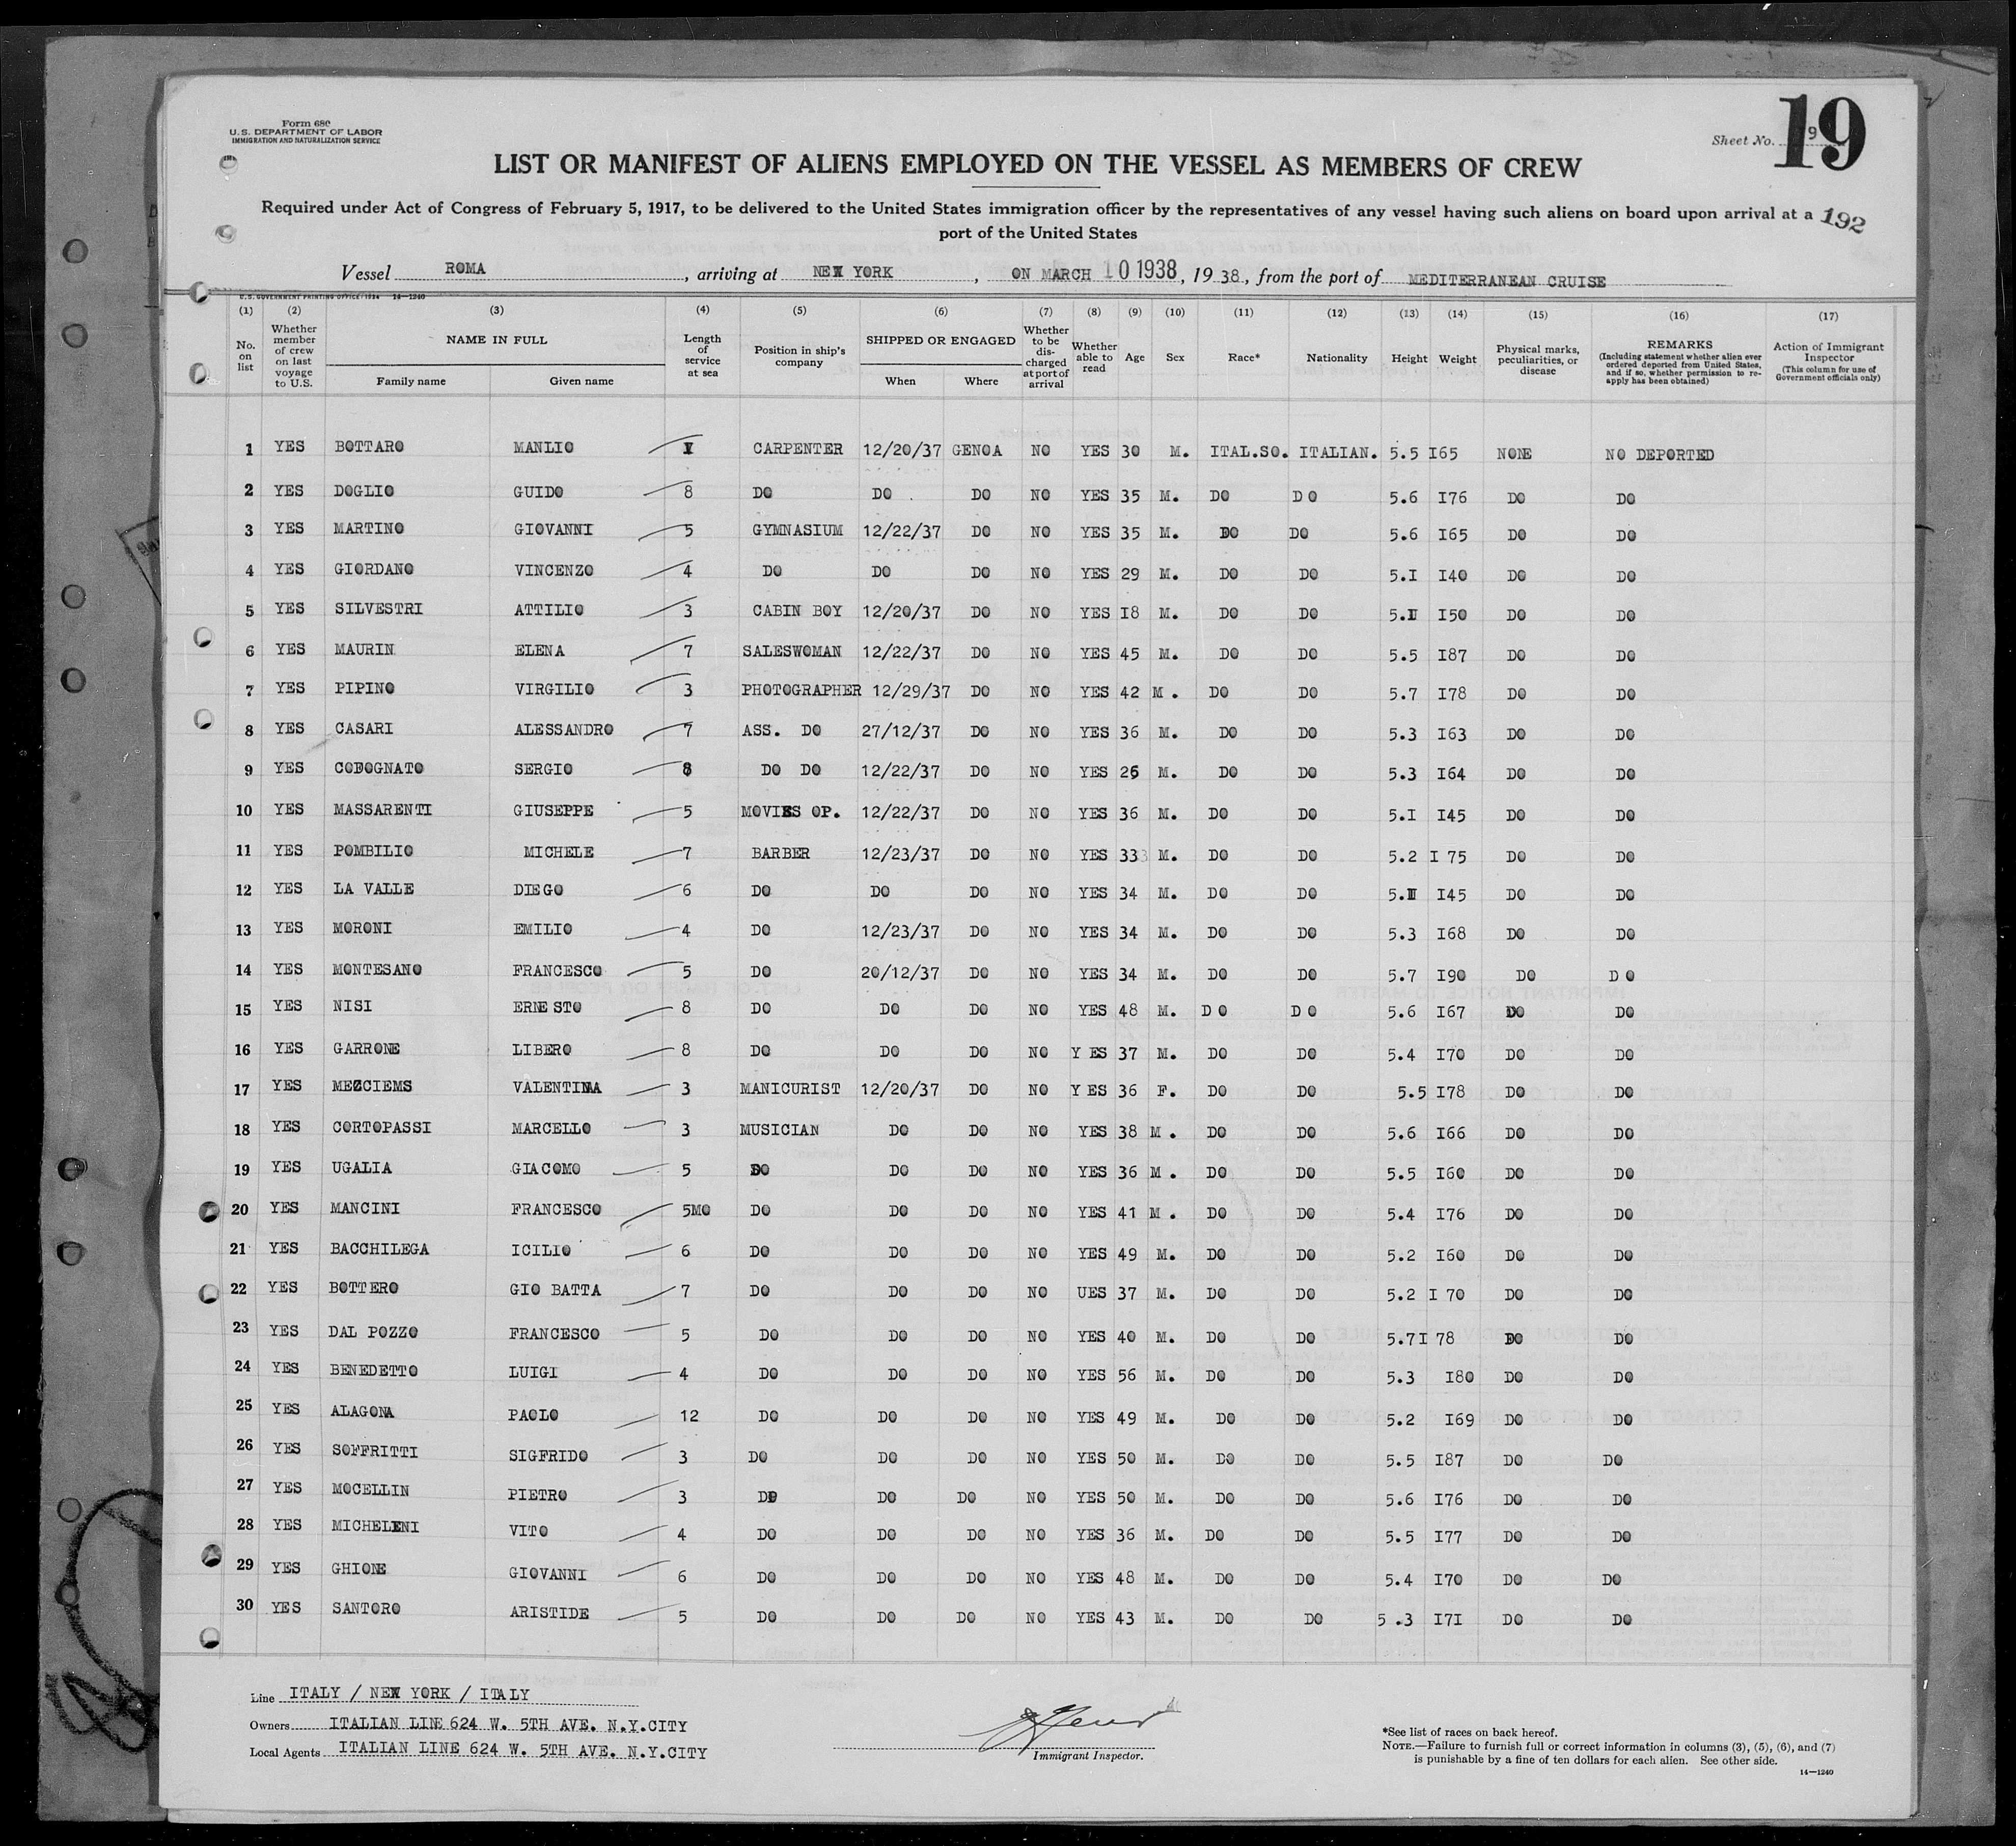 Form 680
U.S. DEPARTMENT OF LABOR
IMMIGRATION AND NATURALIZATION SERVICE
Sheet No. 9
19
LIST OR MANIFEST OF ALIENS EMPLOYED ON THE VESSEL AS MEMBERS OF CREW
Required under Act of Congress of February 5, 1917, to be delivered to the United States immigration officer by the representatives of any vessel having such aliens on board upon arrival at a
port of the United States
192
Vessel ROMA, arriving at NEW YORK, ON MARCH 10 1938, 1938, from the port of MEDITERRANEAN CRUISE
U.S. GOVERNMENT PRINTING OFFICE: 1934 14—1240
(1) (2) (3) (4) (5) (6) (7) (8) (9) (10) (11) (12) (13) (14) (15) (16) (17)
No. on list
Whether member of crew on last voyage to U.S.
NAME IN FULL
Family name
Given name
Length of service at sea
Position in ship's company
SHIPPED OR ENGAGED
When
Where
Whether to be discharged at port of arrival
Whether able to read
Age
Sex
Race*
Nationality
Height
Weight
Physical marks, peculiarities, or disease
REMARKS
(Including statement whether alien ever ordered deported from United States, and if so, whether permission to reapply has been obtained)
Action of Immigrant Inspector
(This column for use of Government officials only)
1 YES BOTTARO MANLIO CARPENTER 12/20/37 GENOA NO YES 30 M. ITAL.SO. ITALIAN. 5.5 I65 NONE NO DEPORTED
2 YES DOGLIO GUIDO 8 DO DO . DO NO YES 35 M. DO D O 5.6 I76 DO DO
3 YES MARTINO GIOVANNI 5 GYMNASIUM 12/22/37 DO NO YES 35 M. DO DO 5.6 I65 DO DO
4 YES GIORDANO VINCENZO 4 DO DO DO NO YES 29 M. DO DO 5.I I40 DO DO
5 YES SILVESTRI ATTILIO 3 CABIN BOY 12/20/37 DO NO YES I8 M. DO DO 5.I I50 DO DO
6 YES MAURIN ELENA 7 SALESWOMAN 12/22/37 DO NO YES 45 M. DO DO 5.5 I87 DO DO
7 YES PIPINO VIRGILIO 3 PHOTOGRAPHER 12/29/37 DO NO YES 42 M . DO DO 5.7 I78 DO DO
8 YES CASARI ALESSANDRO 7 ASS. DO 27/12/37 DO NO YES 36 M. DO DO 5.3 I63 DO DO
9 YES CODOGNATO SERGIO 8 DO DO 12/22/37 DO NO YES 26 M. DO DO 5.3 I64 DO DO
10 YES MASSARENTI GIUSEPPE 5 MOVIES OP. 12/22/37 DO NO YES 36 M. DO DO 5.I I45 DO DO
11 YES POMBILIO MICHELE 7 BARBER 12/23/37 DO NO YES 33 M. DO DO 5.2 I 75 DO DO
12 YES LA VALLE DIEGO 6 DO DO DO NO YES 34 M. DO DO 5.I I45 DO DO
13 YES MORONI EMILIO 4 DO 12/23/37 DO NO YES 34 M. DO DO 5.3 I68 DO DO
14 YES MONTESANO FRANCESCO 5 DO 20/12/37 DO NO YES 34 M. DO DO 5.7 I90 DO D O
15 YES NISI ERNESTO 8 DO DO DO NO YES 48 M. D O D O 5.6 I67 DO DO
16 YES GARRONE LIBERO 8 DO DO DO NO Y ES 37 M. DO DO 5.4 I70 DO DO
17 YES MEZCIEMS VALENTINA 3 MANICURIST 12/20/37 DO NO Y ES 36 F. DO DO 5.5 I78 DO DO
18 YES CORTOPASSI MARCELLO 3 MUSICIAN DO DO NO YES 38 M . DO DO 5.6 I66 DO DO
19 YES UGALIA GIACOMO 5 DO DO DO NO YES 36 M . DO DO 5.5 I60 DO DO
20 YES MANCINI FRANCESCO 5MO DO DO DO NO YES 41 M . DO DO 5.4 I76 DO DO
21 YES BACCHILEGA ICILIO 6 DO DO DO NO YES 49 M. DO DO 5.2 I60 DO DO
22 YES BOTTERO GIO BATTA 7 DO DO DO NO UES 37 M. DO DO 5.2 I 70 DO DO
23 YES DAL POZZO FRANCESCO 5 DO DO DO NO YES 40 M. DO DO 5.7 I 78 DO DO
24 YES BENEDETTO LUIGI 4 DO DO DO NO YES 56 M. DO DO 5.3 I80 DO DO
25 YES ALAGONA PAOLO 12 DO DO DO NO YES 49 M. DO DO 5.2 I69 DO DO
26 YES SOFFRITTI SIGFRIDO 3 DO DO DO NO YES 50 M. DO DO 5.5 I87 DO DO
27 YES MOCELLIN PIETRO 3 DO DO DO NO YES 50 M. DO DO 5.6 I76 DO DO
28 YES MICHELENI VITO 4 DO DO DO NO YES 36 M. DO DO 5.5 I77 DO DO
29 YES GHIONE GIOVANNI 6 DO DO DO NO YES 48 M. DO DO 5.4 I70 DO DO
30 YES SANTORO ARISTIDE 5 DO DO DO NO YES 43 M. DO DO 5 .3 I7I DO DO
Line ITALY / NEW YORK / ITALY
Owners ITALIAN LINE 624 W. 5TH AVE. N.Y.CITY
Local Agents ITALIAN LINE 624 W. 5TH AVE. N.Y.CITY
Immigrant Inspector.
*See list of races on back hereof.
NOTE.—Failure to furnish full or correct information in columns (3), (5), (6), and (7)
is punishable by a fine of ten dollars for each alien. See other side.
14—1240